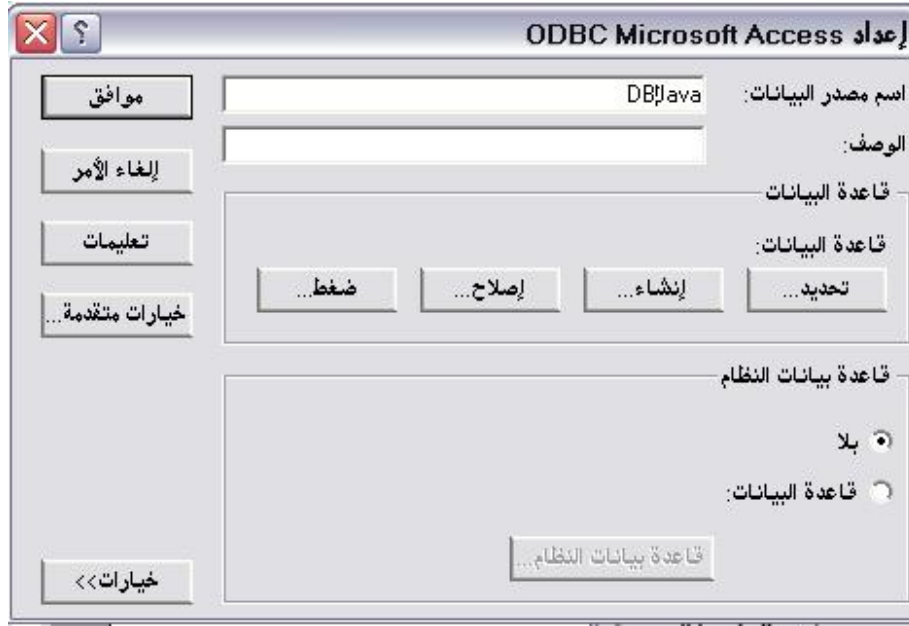 إعداد ODBC Microsoft Access
اسم مصدر البيانات:
موافق
الوصف:
إلغاء الأمر
قاعدة البيانات
تعليمات
قاعدة البيانات:
تحديد...
إنشاء...
إصلاح...
ضغط...
خيارات متقدمة...
قاعدة بيانات النظام
بلا
قاعدة البيانات:
قاعدة بيانات النظام...
خيارات>>